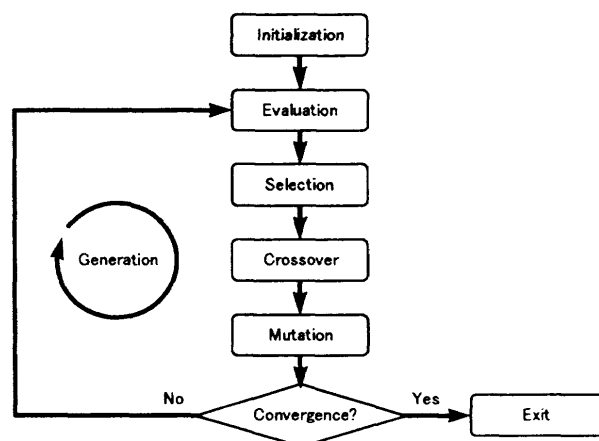 Initialization
Evaluation
Selection
Generation
Crossover
Mutation
No
Convergence?
Yes
Exit